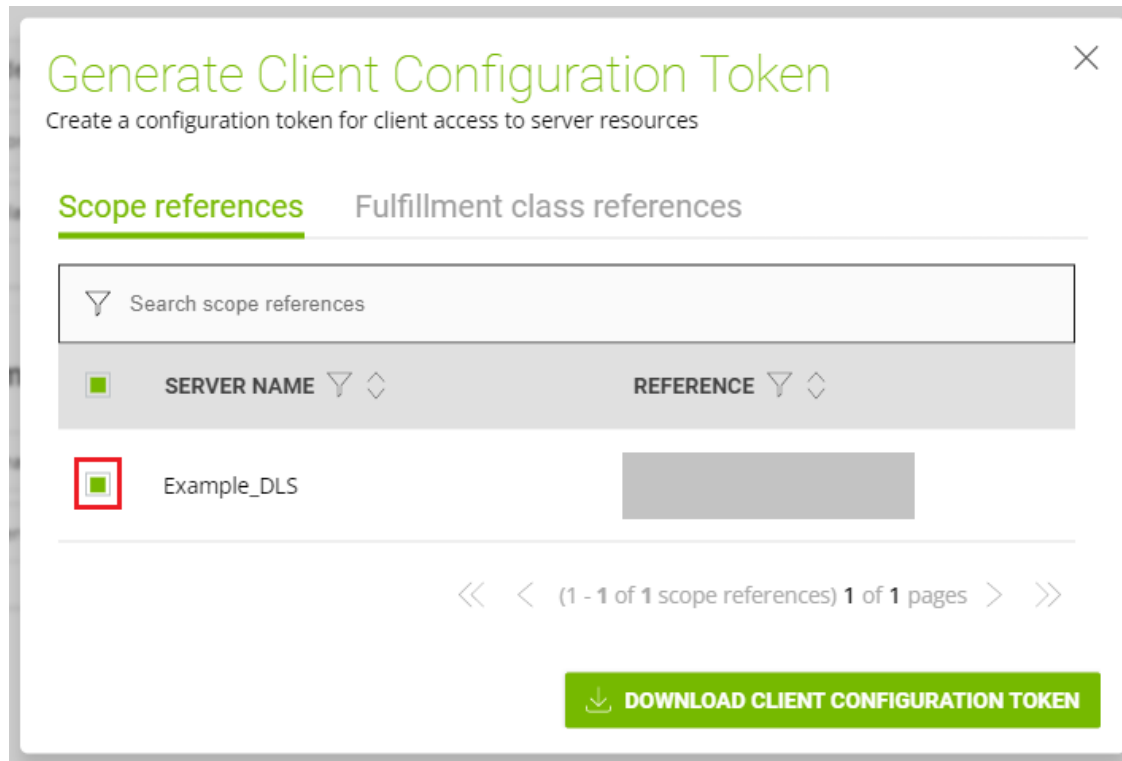 Generate Client Configuration Token
Create a configuration token for client access to server resources
Scope references Fulfillment class references
Search scope references
SERVER NAME REFERENCE
Example_DLS
(1 - 1 of 1 scope references) 1 of 1 pages
DOWNLOAD CLIENT CONFIGURATION TOKEN